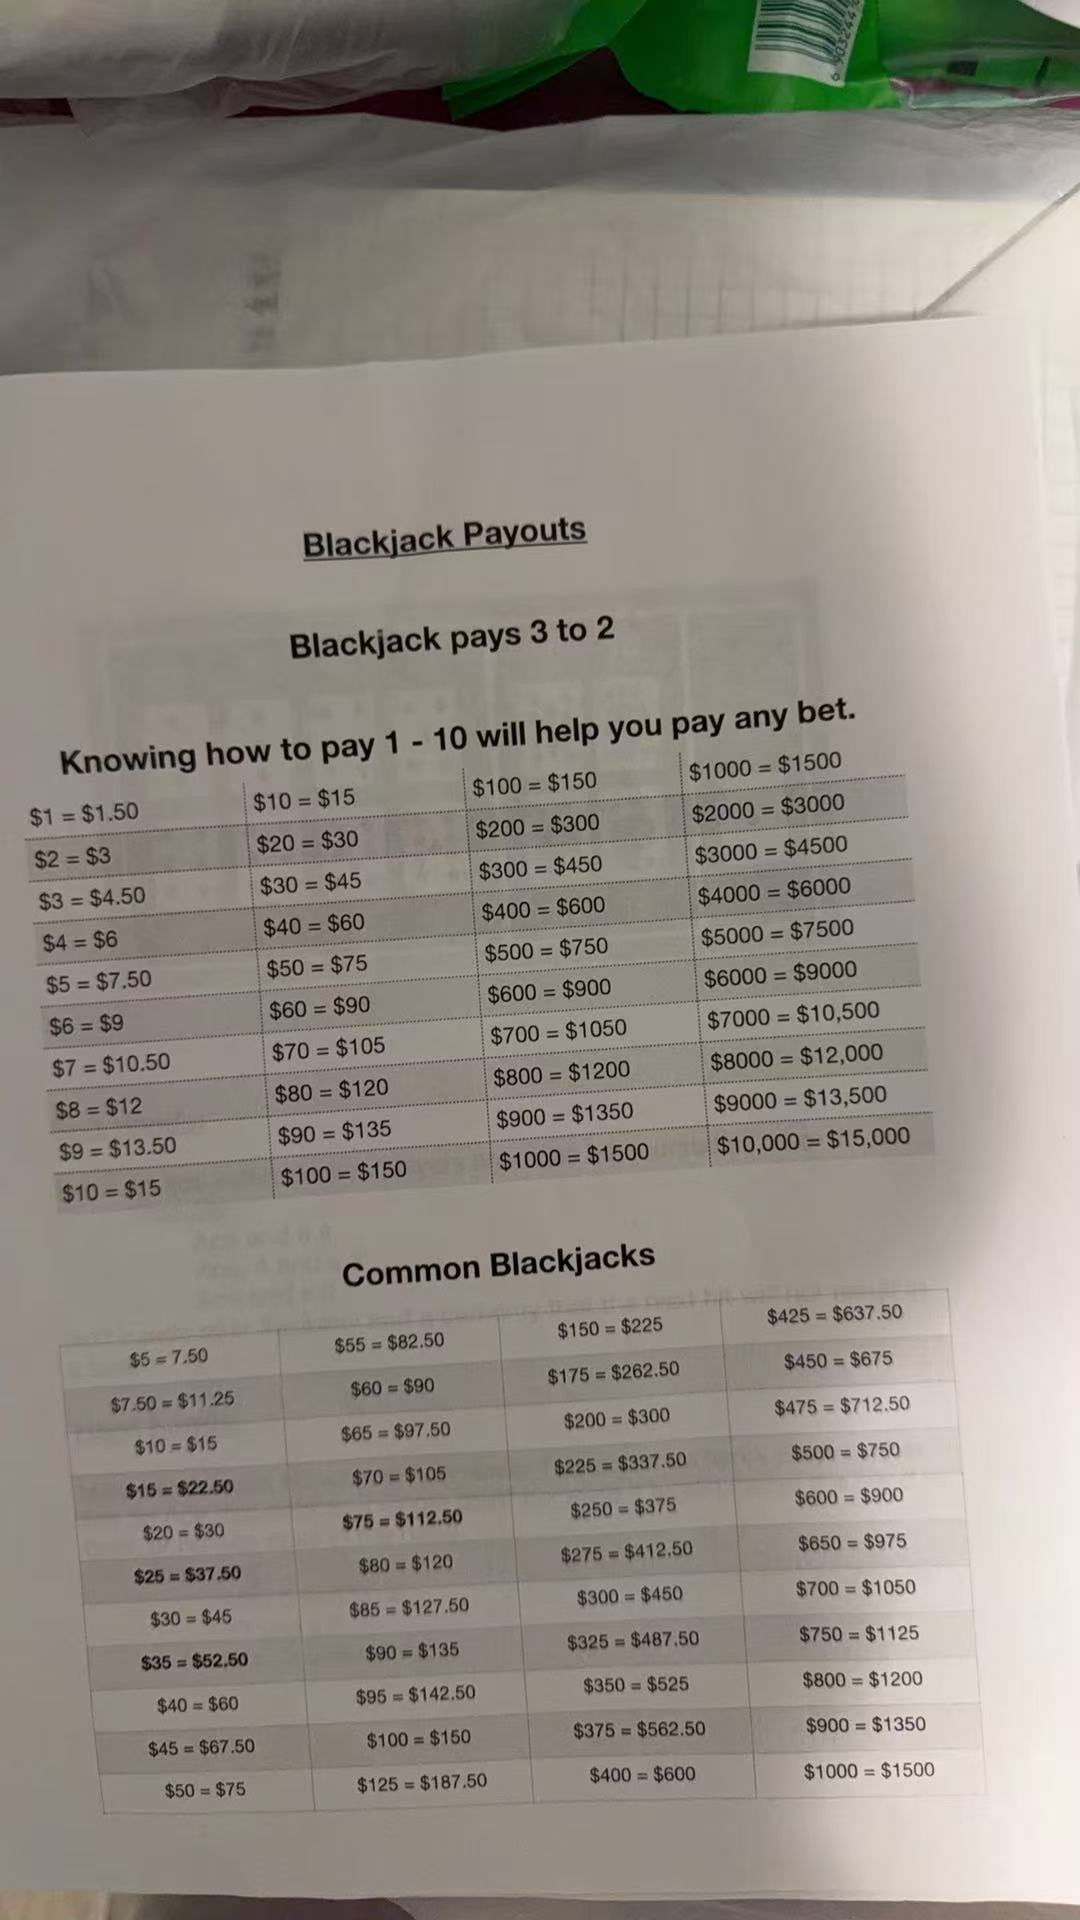 Blackjack Payouts
Blackjack pays 3 to 2
Knowing how to pay 1 - 10 will help you pay any bet.
$1 = $1.50 $10 = $15 $100 = $150 $1000 = $1500
$2 = $3 $20 = $30 $200 = $300 $2000 = $3000
$3 = $4.50 $30 = $45 $300 = $450 $3000 = $4500
$4 = $6 $40 = $60 $400 = $600 $4000 = $6000
$5 = $7.50 $50 = $75 $500 = $750 $5000 = $7500
$6 = $9 $60 = $90 $600 = $900 $6000 = $9000
$7 = $10.50 $70 = $105 $700 = $1050 $7000 = $10,500
$8 = $12 $80 = $120 $800 = $1200 $8000 = $12,000
$9 = $13.50 $90 = $135 $900 = $1350 $9000 = $13,500
$10 = $15 $100 = $150 $1000 = $1500 $10,000 = $15,000
Common Blackjacks
$5 = 7.50 $55 = $82.50 $150 = $225 $425 = $637.50
$7.50 = $11.25 $60 = $90 $175 = $262.50 $450 = $675
$10 = $15 $65 = $97.50 $200 = $300 $475 = $712.50
$15 = $22.50 $70 = $105 $225 = $337.50 $500 = $750
$20 = $30 $75 = $112.50 $250 = $375 $600 = $900
$25 = $37.50 $80 = $120 $275 = $412.50 $650 = $975
$30 = $45 $85 = $127.50 $300 = $450 $700 = $1050
$35 = $52.50 $90 = $135 $325 = $487.50 $750 = $1125
$40 = $60 $95 = $142.50 $350 = $525 $800 = $1200
$45 = $67.50 $100 = $150 $375 = $562.50 $900 = $1350
$50 = $75 $125 = $187.50 $400 = $600 $1000 = $1500